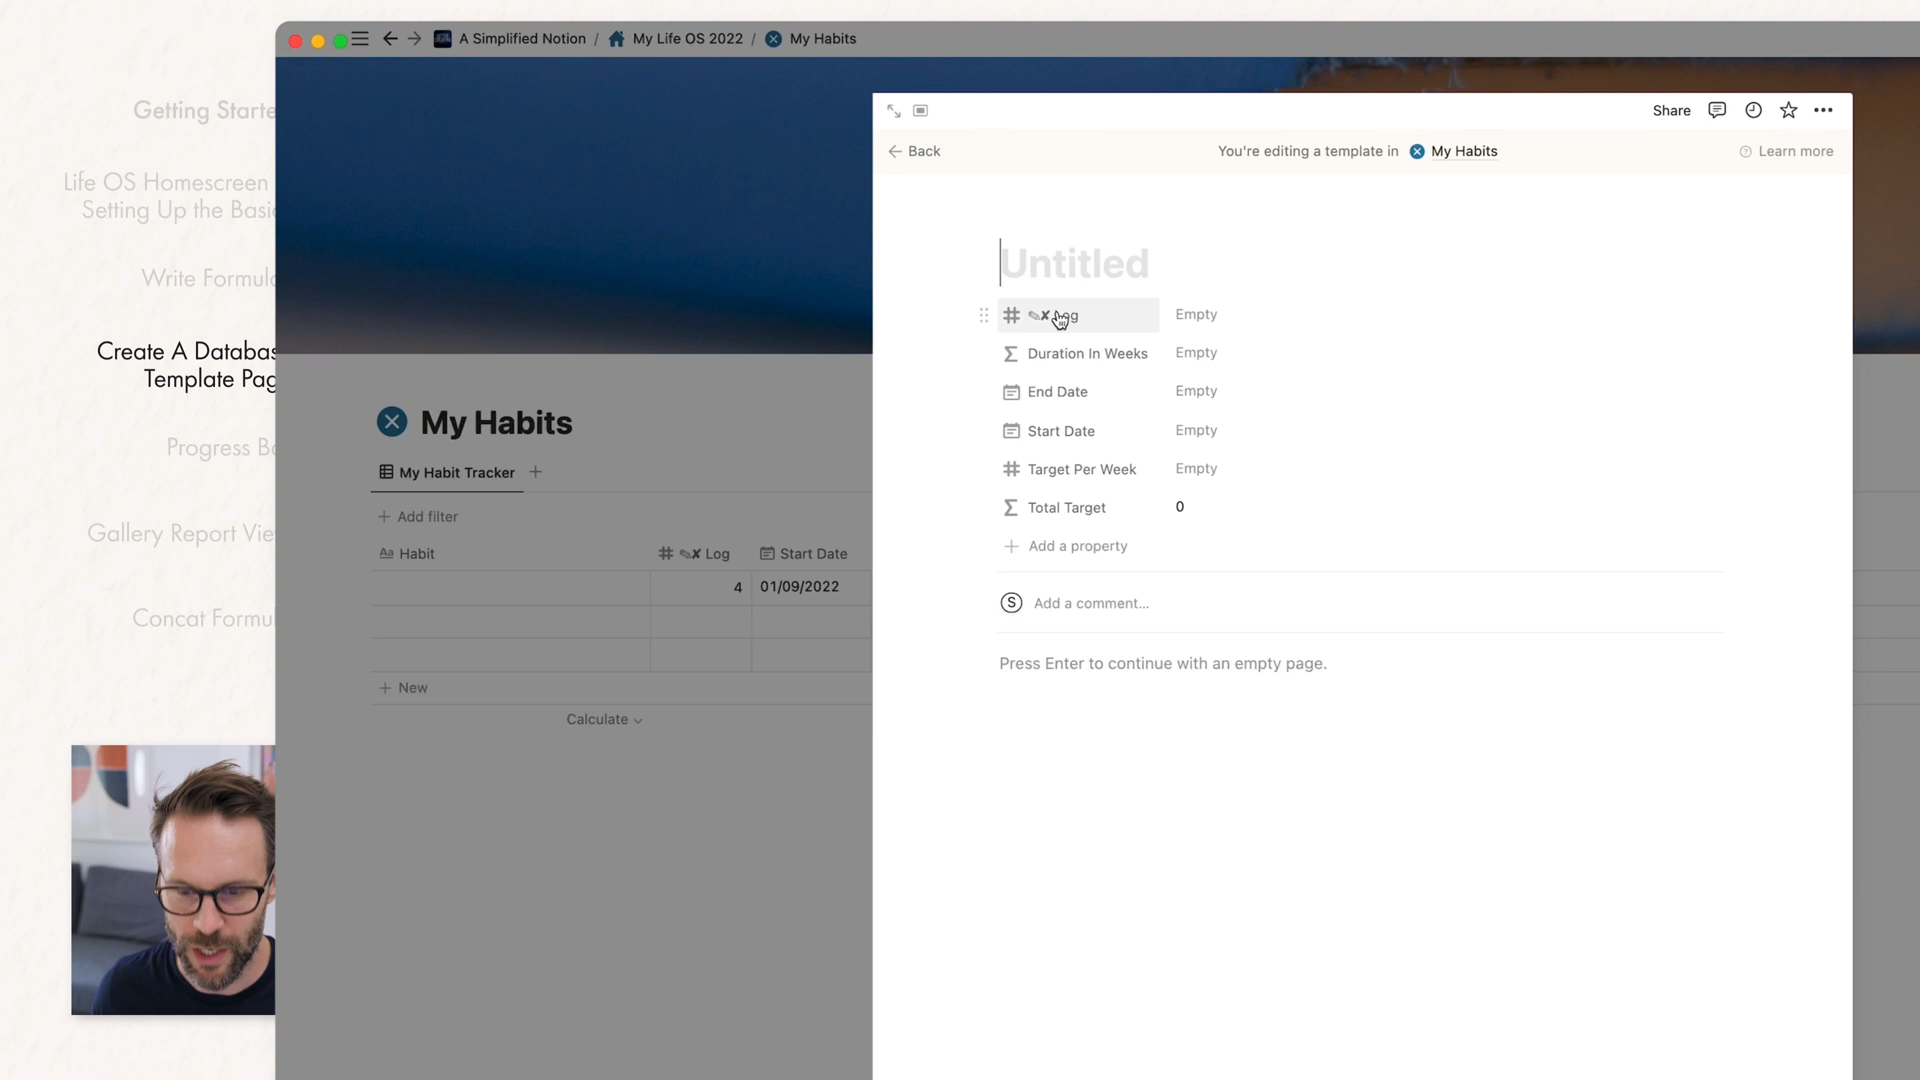 A Simplified Notion / My Life OS 2022 / My Habits
Getting Starte
Life OS Homescreen
Setting Up the Basic
Write Formula
Create A Databas
Template Pag
Progress Ba
Gallery Report Vie
Concat Formul
My Habits
My Habit Tracker
Add filter
Aa Habit
Log
Start Date
4
01/09/2022
New
Calculate
Share
Back
You're editing a template in My Habits
Learn more
Untitled
Log Empty
Duration In Weeks Empty
End Date Empty
Start Date Empty
Target Per Week Empty
Total Target 0
Add a property
S Add a comment...
Press Enter to continue with an empty page.